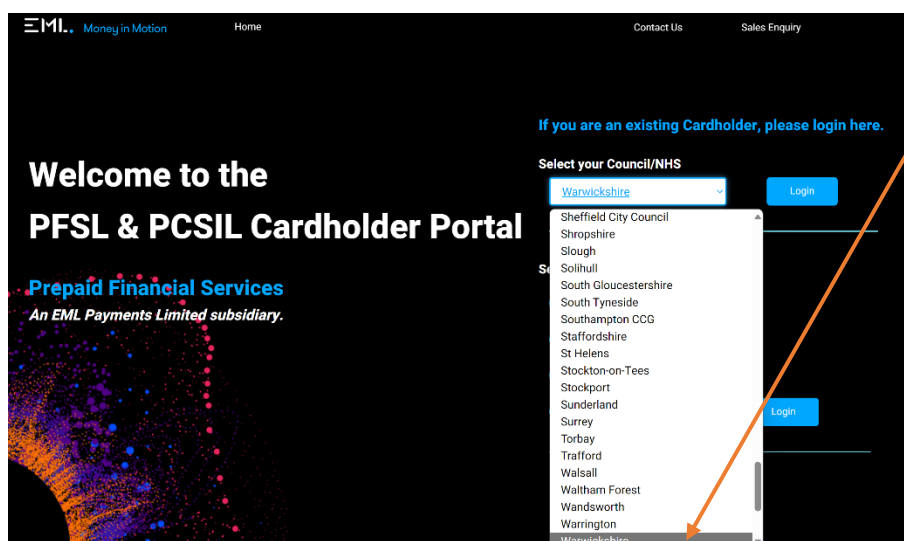 EML. Money in Motion
Home
Contact Us
Sales Enquiry
If you are an existing Cardholder, please login here.
Welcome to the
PFSL & PCSIL Cardholder Portal
Prepaid Financial Services
An EML Payments Limited subsidiary.
Select your Council/NHS
Warwickshire
Login
Sheffield City Council
Shropshire
Slough
Solihull
South Gloucestershire
South Tyneside
Southampton CCG
Staffordshire
St Helens
Stockton-on-Tees
Stockport
Sunderland
Surrey
Torbay
Trafford
Walsall
Waltham Forest
Wandsworth
Warrington
Warwickshire
Login